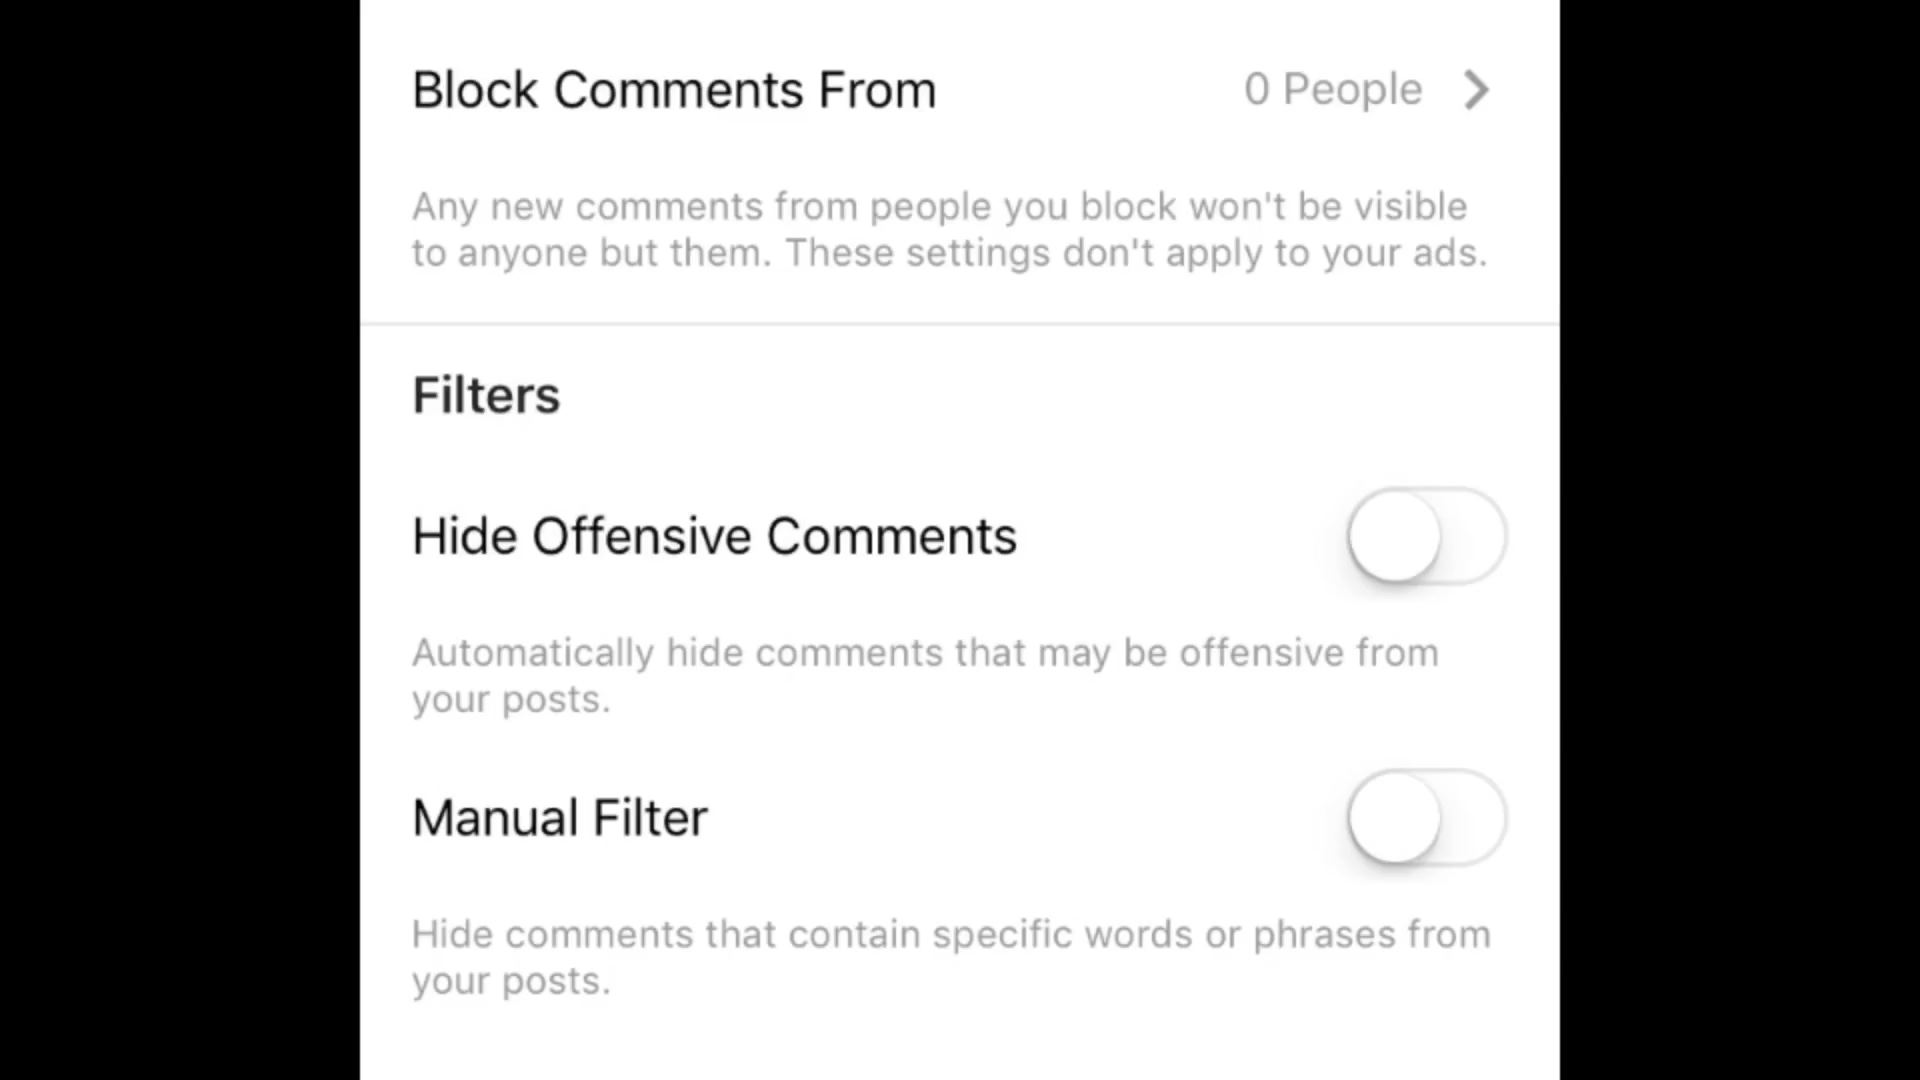 Block Comments From 0 People
Any new comments from people you block won't be visible
to anyone but them. These settings don't apply to your ads.
Filters
Hide Offensive Comments
Automatically hide comments that may be offensive from
your posts.
Manual Filter
Hide comments that contain specific words or phrases from
your posts.